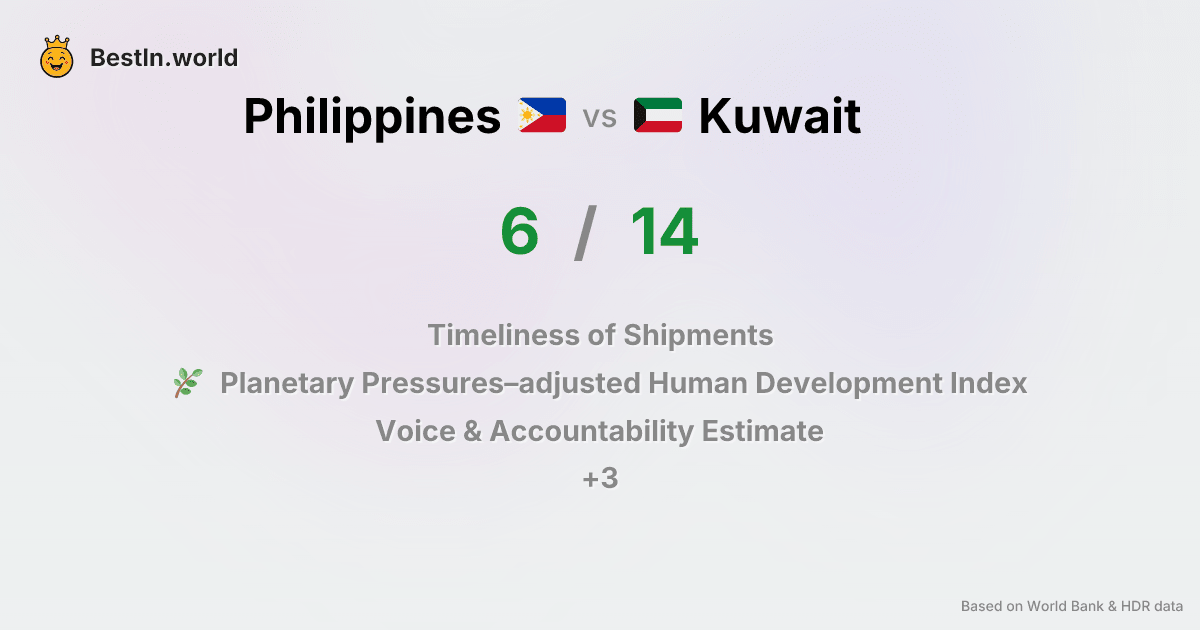 BestIn.world
Philippines vs Kuwait
6 / 14
Timeliness of Shipments
Planetary Pressures–adjusted Human Development Index
Voice & Accountability Estimate
+3
Based on World Bank & HDR data